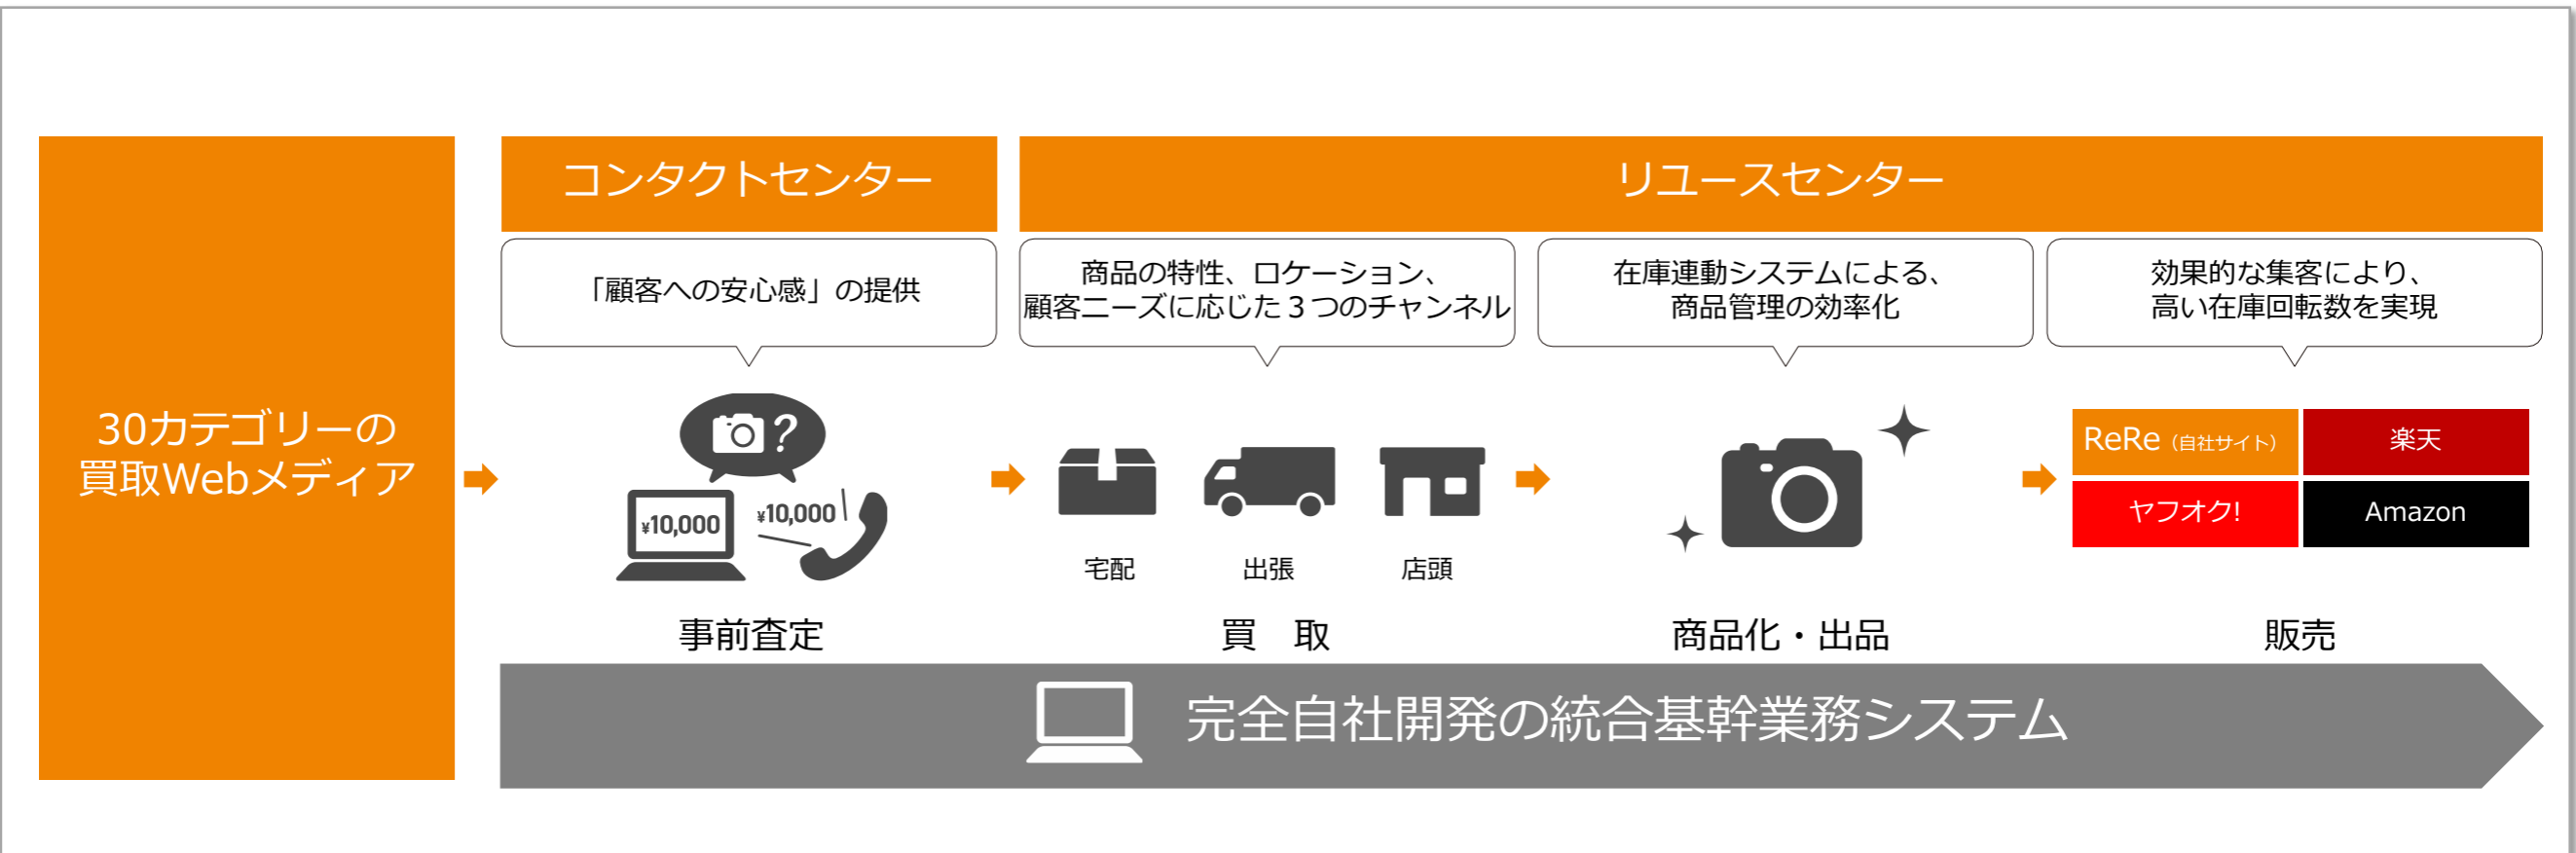 30カテゴリーの
買取Webメディア
コンタクトセンター
「顧客への安心感」の提供
?
¥10,000
¥10,000
事前査定
リユースセンター
商品の特性、ロケーション、
顧客ニーズに応じた３つのチャンネル
宅配
出張
店頭
買　取
在庫連動システムによる、
商品管理の効率化
商品化・出品
効果的な集客により、
高い在庫回転数を実現
ReRe（自社サイト）
楽天
ヤフオク!
Amazon
販売
完全自社開発の統合基幹業務システム